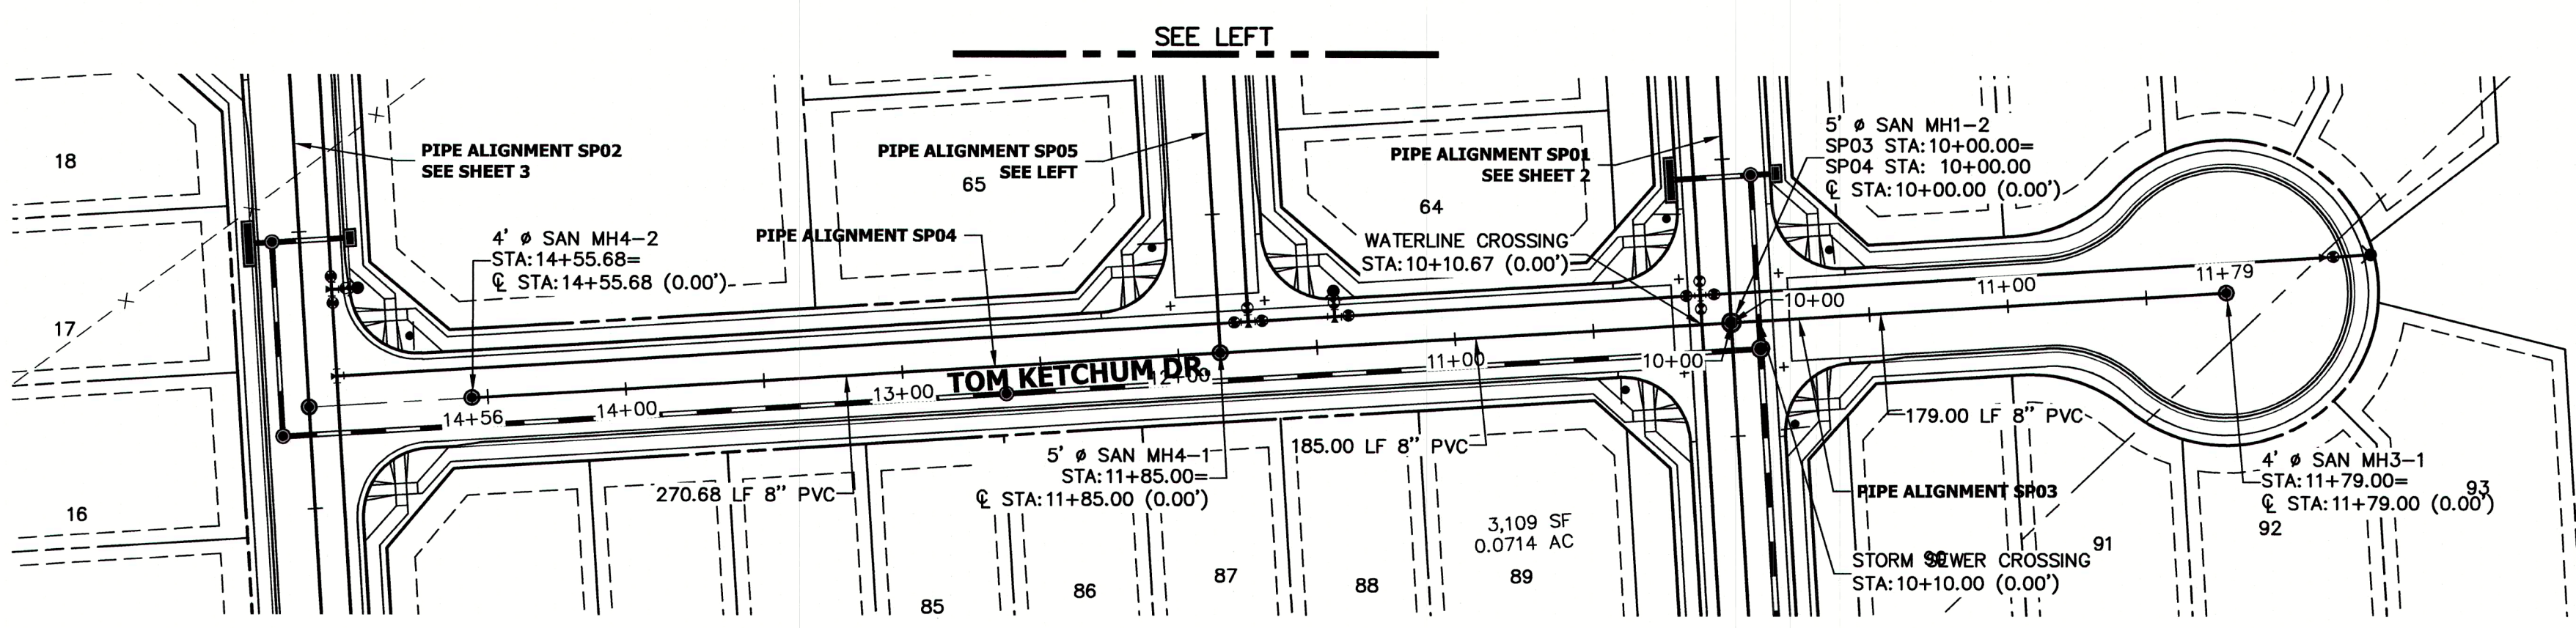 SEE LEFT
18
PIPE ALIGNMENT SP02
SEE SHEET 3
PIPE ALIGNMENT SP05
SEE LEFT
65
PIPE ALIGNMENT SP01
SEE SHEET 2
64
5' Ø SAN MH1-2
SP03 STA:10+00.00=
SP04 STA: 10+00.00
℄ STA:10+00.00 (0.00')
4' Ø SAN MH4-2
STA:14+55.68=
℄ STA:14+55.68 (0.00')
PIPE ALIGNMENT SP04
WATERLINE CROSSING
STA:10+10.67 (0.00')
17
10+00
11+00
11+79
TOM KETCHUM DR.
14+56
14+00
13+00
12+00
11+00
10+00
16
270.68 LF 8" PVC
5' Ø SAN MH4-1
STA:11+85.00=
℄ STA:11+85.00 (0.00')
185.00 LF 8" PVC
179.00 LF 8" PVC
4' Ø SAN MH3-1
STA:11+79.00=
℄ STA:11+79.00 (0.00')
93
92
PIPE ALIGNMENT SP03
3,109 SF
0.0714 AC
STORM SEWER CROSSING
STA:10+10.00 (0.00')
90
91
85
86
87
88
89